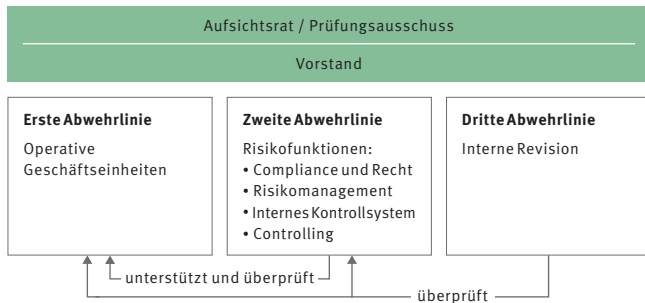 Aufsichtsrat / Prüfungsausschuss
Vorstand
Erste Abwehrlinie
Operative
Geschäftseinheiten
Zweite Abwehrlinie
Risikofunktionen:
• Compliance und Recht
• Risikomanagement
• Internes Kontrollsystem
• Controlling
Dritte Abwehrlinie
Interne Revision
unterstützt und überprüft
überprüft